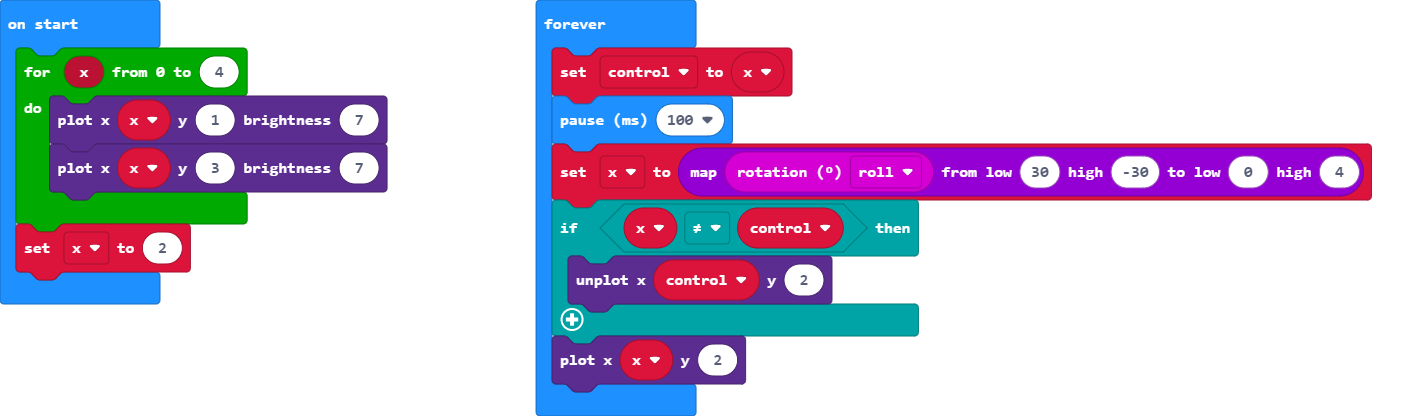 on start
for x from 0 to 4
do
plot x x y 1 brightness 7
plot x x y 3 brightness 7
set x to 2
forever
set control to x
pause (ms) 100
set x to map rotation (º) roll from low 30 high -30 to low 0 high 4
if x ≠ control then
unplot x control y 2
plot x x y 2